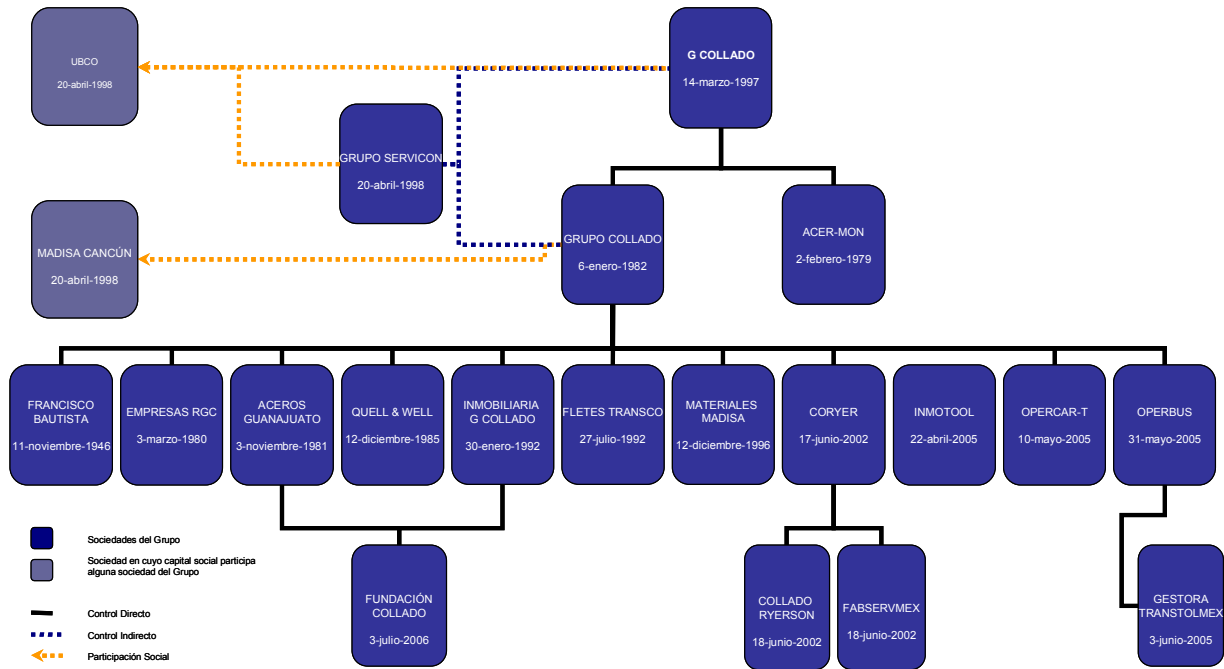 G COLLADO
14-marzo-1997
UBCO
20-abril-1998
GRUPO SERVICON
20-abril-1998
GRUPO COLLADO
6-enero-1982
ACER-MON
2-febrero-1979
MADISA CANCÚN
20-abril-1998
FRANCISCO
BAUTISTA
11-noviembre-1946
EMPRESAS RGC
3-marzo-1980
ACEROS
GUANAJUATO
3-noviembre-1981
QUELL & WELL
12-diciembre-1985
INMOBILIARIA
G COLLADO
30-enero-1992
FLETES TRANSCO
27-julio-1992
MATERIALES
MADISA
12-diciembre-1996
CORYER
17-junio-2002
INMOTOOL
22-abril-2005
OPERCAR-T
10-mayo-2005
OPERBUS
31-mayo-2005
FUNDACIÓN
COLLADO
3-julio-2006
COLLADO
RYERSON
18-junio-2002
FABSERVMEX
18-junio-2002
GESTORA
TRANSTOLMEX
3-junio-2005
Sociedades del Grupo
Sociedad en cuyo capital social participa
alguna sociedad del Grupo
Control Directo
Control Indirecto
Participación Social